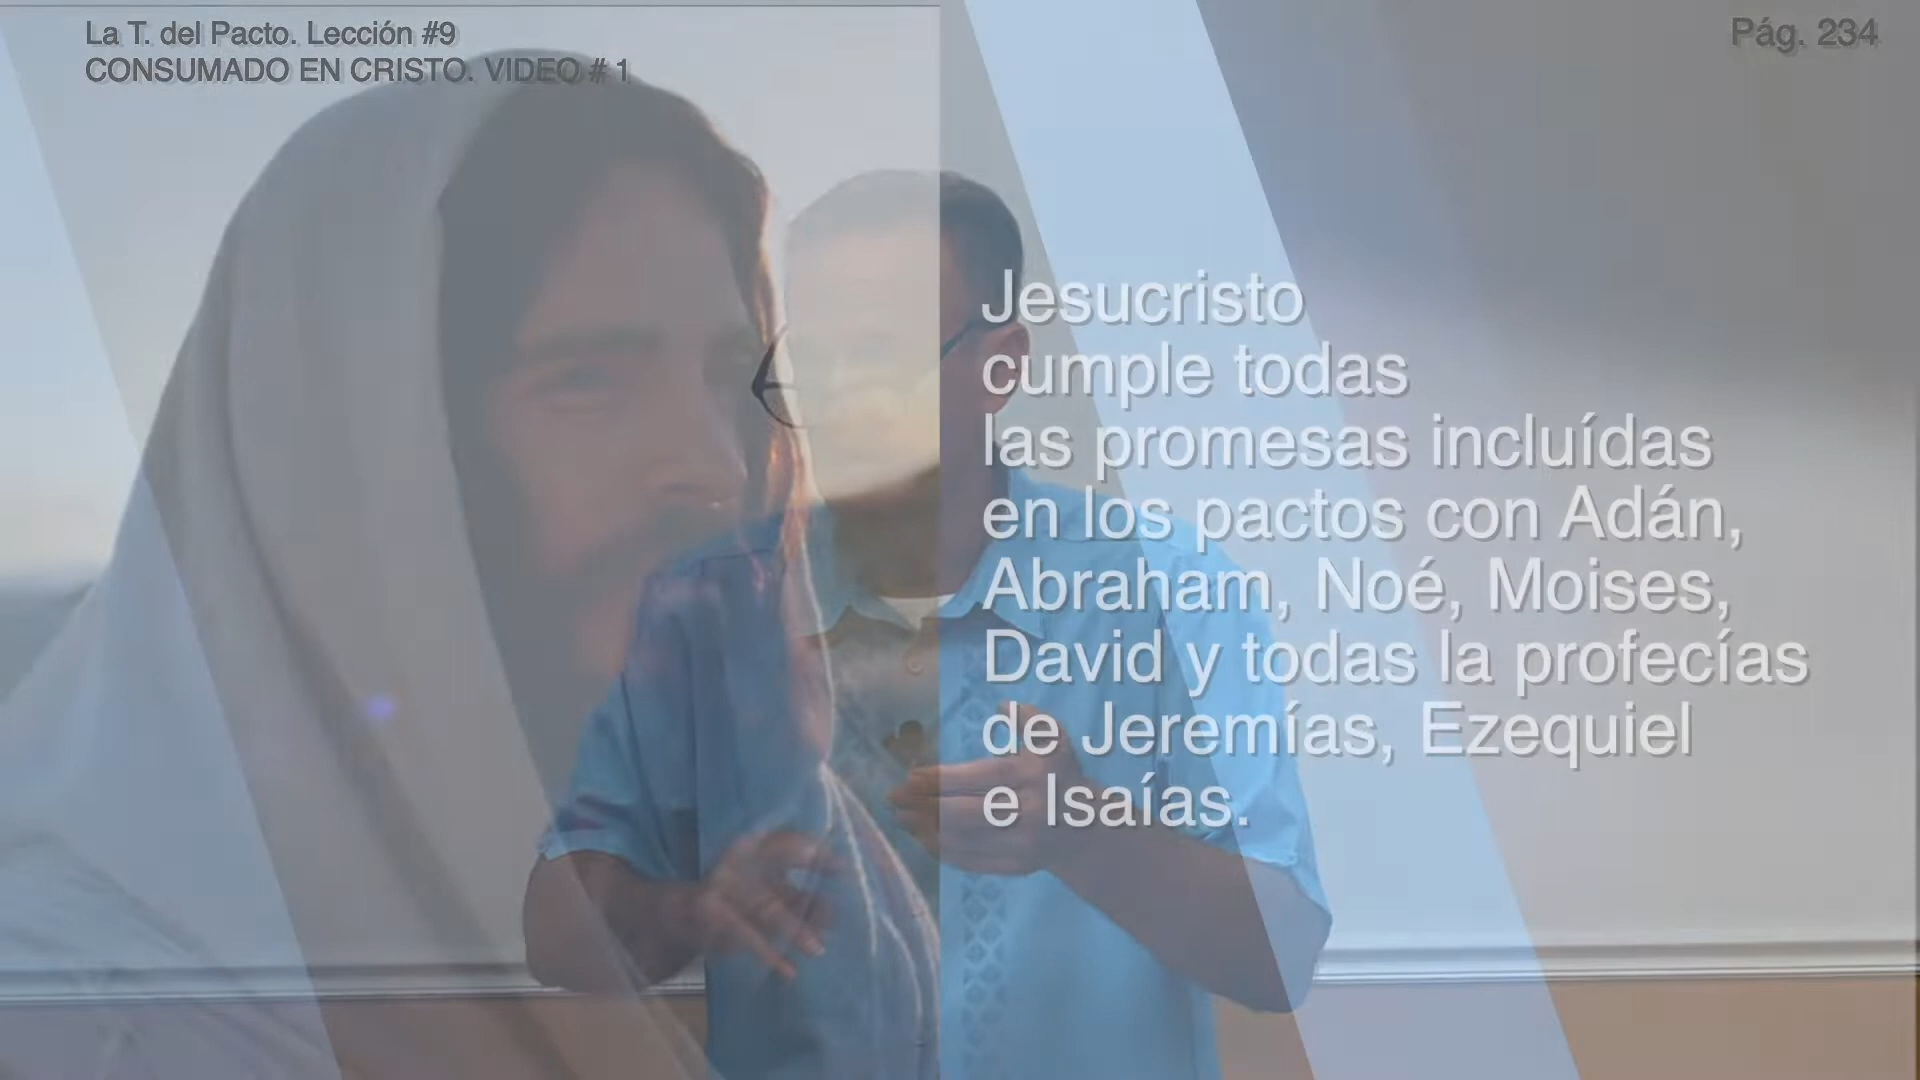 La T. del Pacto. Lección #9
CONSUMADO EN CRISTO. VIDEO # 1
Pág. 234
Jesucristo
cumple todas
las promesas incluídas
en los pactos con Adán,
Abraham, Noé, Moises,
David y todas la profecías
de Jeremías, Ezequiel
e Isaías.